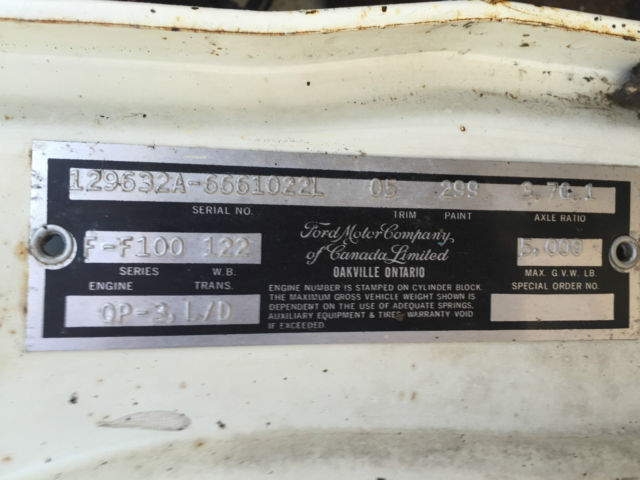 129632A-6661022L 05 299 3.70.1
SERIAL NO. TRIM PAINT AXLE RATIO
F-F100 122 5.000
SERIES W.B. MAX. G.V.W. LB.
Ford Motor Company
of Canada Limited
OAKVILLE ONTARIO
ENGINE TRANS. SPECIAL ORDER NO.
QP-3.L/D
ENGINE NUMBER IS STAMPED ON CYLINDER BLOCK.
THE MAXIMUM GROSS VEHICLE WEIGHT SHOWN IS
DEPENDENT ON THE USE OF ADEQUATE SPRINGS,
AUXILIARY EQUIPMENT & TIRES. WARRANTY VOID
IF EXCEEDED.